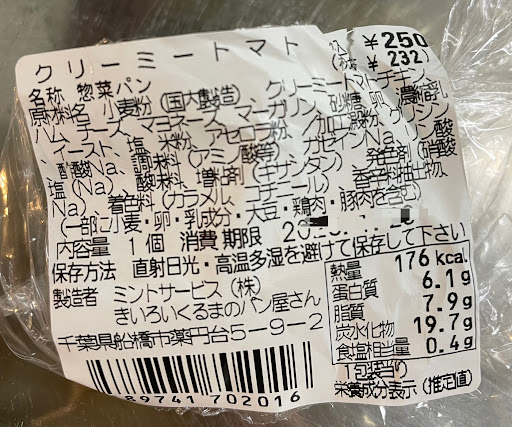 クリーミートマト
¥250
(本体 ¥232)
名称 惣菜パン
原材料名 小麦粉(国内製造)、クリーミートマトチキン、
ハム、チーズ、マヨネーズ、マーガリン、砂糖、卵、濃縮乳、
イースト、塩、米粉、アセロラ粉、/加工澱粉、グリシン、
酢酸Na、調味料(アミノ酸等)、カゼインNa、リン酸
塩(Na)、酸味料、増粘剤(キサンタン)、発色剤(亜硝酸
Na)、着色料(カラメル、コチニール)、香辛料抽出物、
(一部に小麦・卵・乳成分・大豆・鶏肉・豚肉を含む)
内容量 1個 消費期限 20
保存方法 直射日光・高温多湿を避けて保存して下さい
製造者 ミントサービス(株)
きいろいくるまのパン屋さん
千葉県船橋市薬円台5-9-2
熱量 176kcal
蛋白質 6.1g
脂質 7.9g
炭水化物 19.7g
食塩相当量 0.4g
1包装当り
栄養成分表示(推定値)
89741 702016